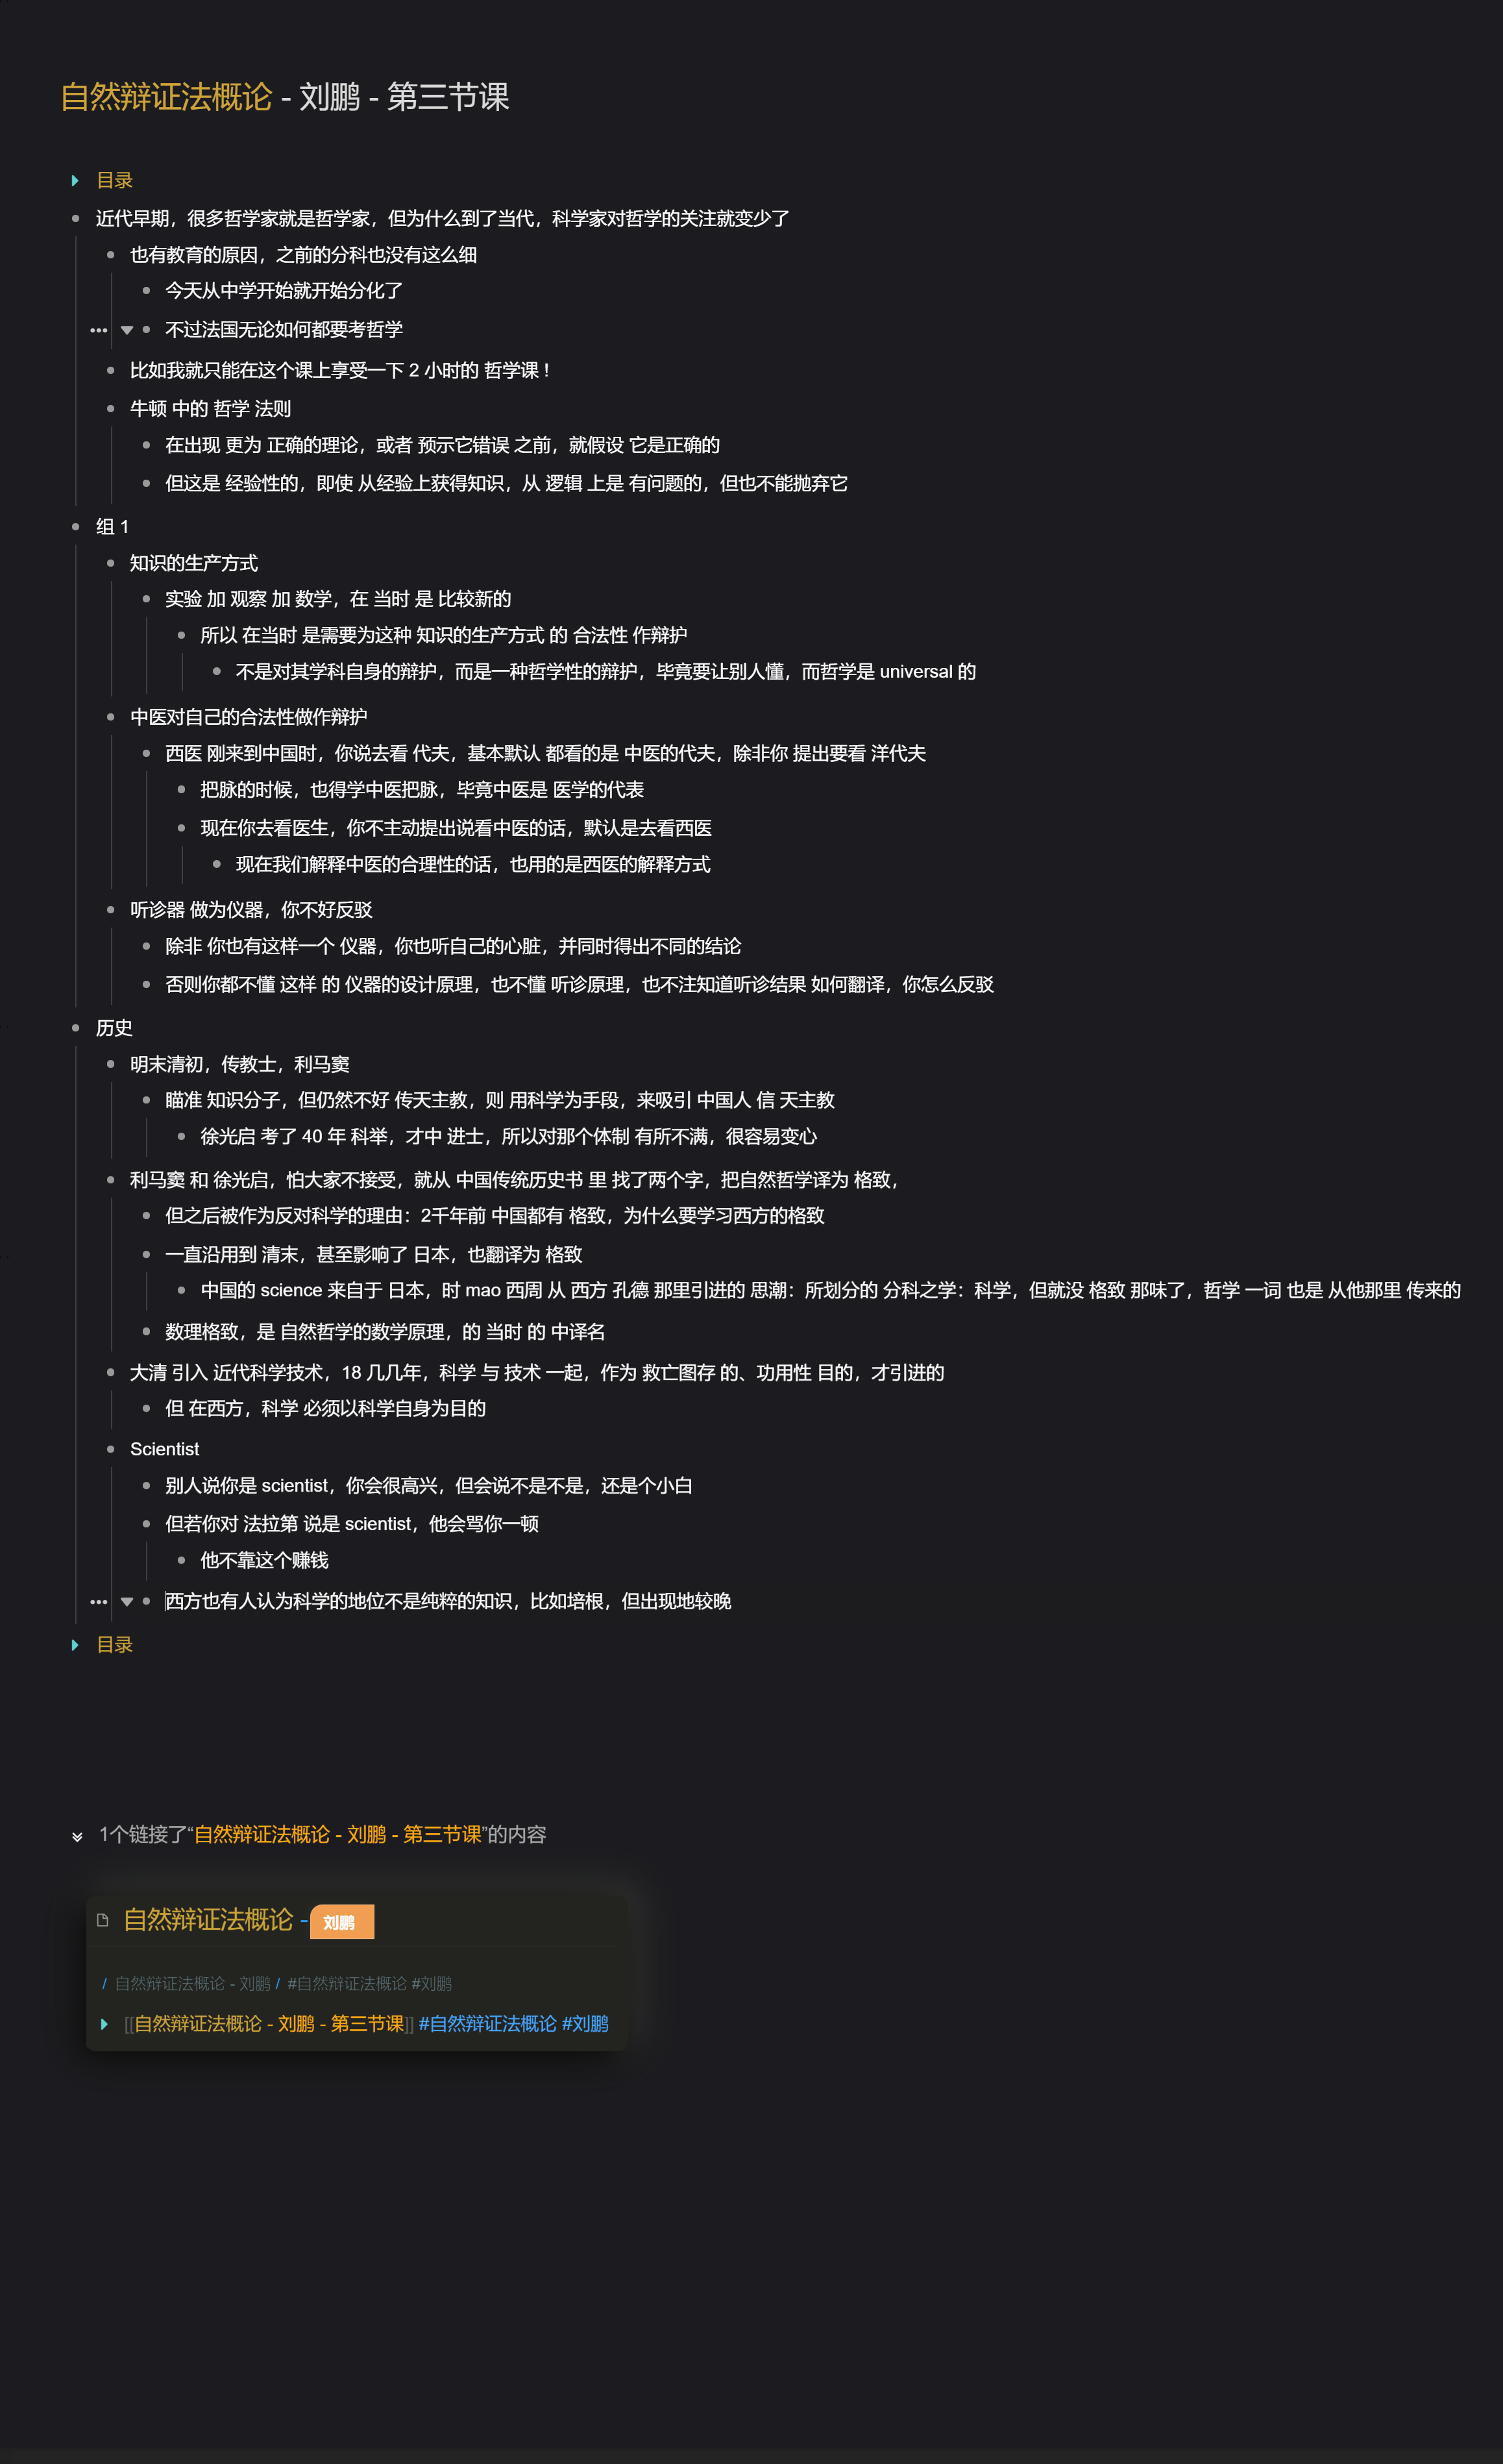 自然辩证法概论 - 刘鹏 - 第三节课
目录
近代早期，很多哲学家就是哲学家，但为什么到了当代，科学家对哲学的关注就变少了
也有教育的原因，之前的分科也没有这么细
今天从中学开始就开始分化了
不过法国无论如何都要考哲学
比如我就只能在这个课上享受一下 2 小时的 哲学课！
牛顿 中的 哲学 法则
在出现 更为 正确的理论，或者 预示它错误 之前，就假设 它是正确的
但这是 经验性的，即使 从经验上获得知识，从 逻辑 上是 有问题的，但也不能抛弃它
组 1
知识的生产方式
实验 加 观察 加 数学，在 当时 是 比较新的
所以 在当时 是需要为这种 知识的生产方式 的 合法性 作辩护
不是对其学科自身的辩护，而是一种哲学性的辩护，毕竟要让别人懂，而哲学是 universal 的
中医对自己的合法性做作辩护
西医 刚来到中国时，你说去看 代夫，基本默认 都看的是 中医的代夫，除非你 提出要看 洋代夫
把脉的时候，也得学中医把脉，毕竟中医是 医学的代表
现在你去看医生，你不主动提出说看中医的话，默认是去看西医
现在我们解释中医的合理性的话，也用的是西医的解释方式
听诊器 做为仪器，你不好反驳
除非 你也有这样一个 仪器，你也听自己的心脏，并同时得出不同的结论
否则你都不懂 这样 的 仪器的设计原理，也不懂 听诊原理，也不注知道听诊结果 如何翻译，你怎么反驳
历史
明末清初，传教士，利马窦
瞄准 知识分子，但仍然不好 传天主教，则 用科学为手段，来吸引 中国人 信 天主教
徐光启 考了 40 年 科举，才中 进士，所以对那个体制 有所不满，很容易变心
利马窦 和 徐光启，怕大家不接受，就从 中国传统历史书 里 找了两个字，把自然哲学译为 格致，
但之后被作为反对科学的理由：2千年前 中国都有 格致，为什么要学习西方的格致
一直沿用到 清末，甚至影响了 日本，也翻译为 格致
中国的 science 来自于 日本，时 mao 西周 从 西方 孔德 那里引进的 思潮：所划分的 分科之学：科学，但就没 格致 那味了，哲学 一词 也是 从他那里 传来的
数理格致，是 自然哲学的数学原理，的 当时 的 中译名
大清 引入 近代科学技术，18 几几年，科学 与 技术 一起，作为 救亡图存 的、功用性 目的，才引进的
但 在西方，科学 必须以科学自身为目的
Scientist
别人说你是 scientist，你会很高兴，但会说不是不是，还是个小白
但若你对 法拉第 说是 scientist，他会骂你一顿
他不靠这个赚钱
西方也有人认为科学的地位不是纯粹的知识，比如培根，但出现地较晚
目录
1个链接了“自然辩证法概论 - 刘鹏 - 第三节课”的内容
自然辩证法概论 - 刘鹏
/ 自然辩证法概论 - 刘鹏 / #自然辩证法概论 #刘鹏
[[自然辩证法概论 - 刘鹏 - 第三节课]] #自然辩证法概论 #刘鹏